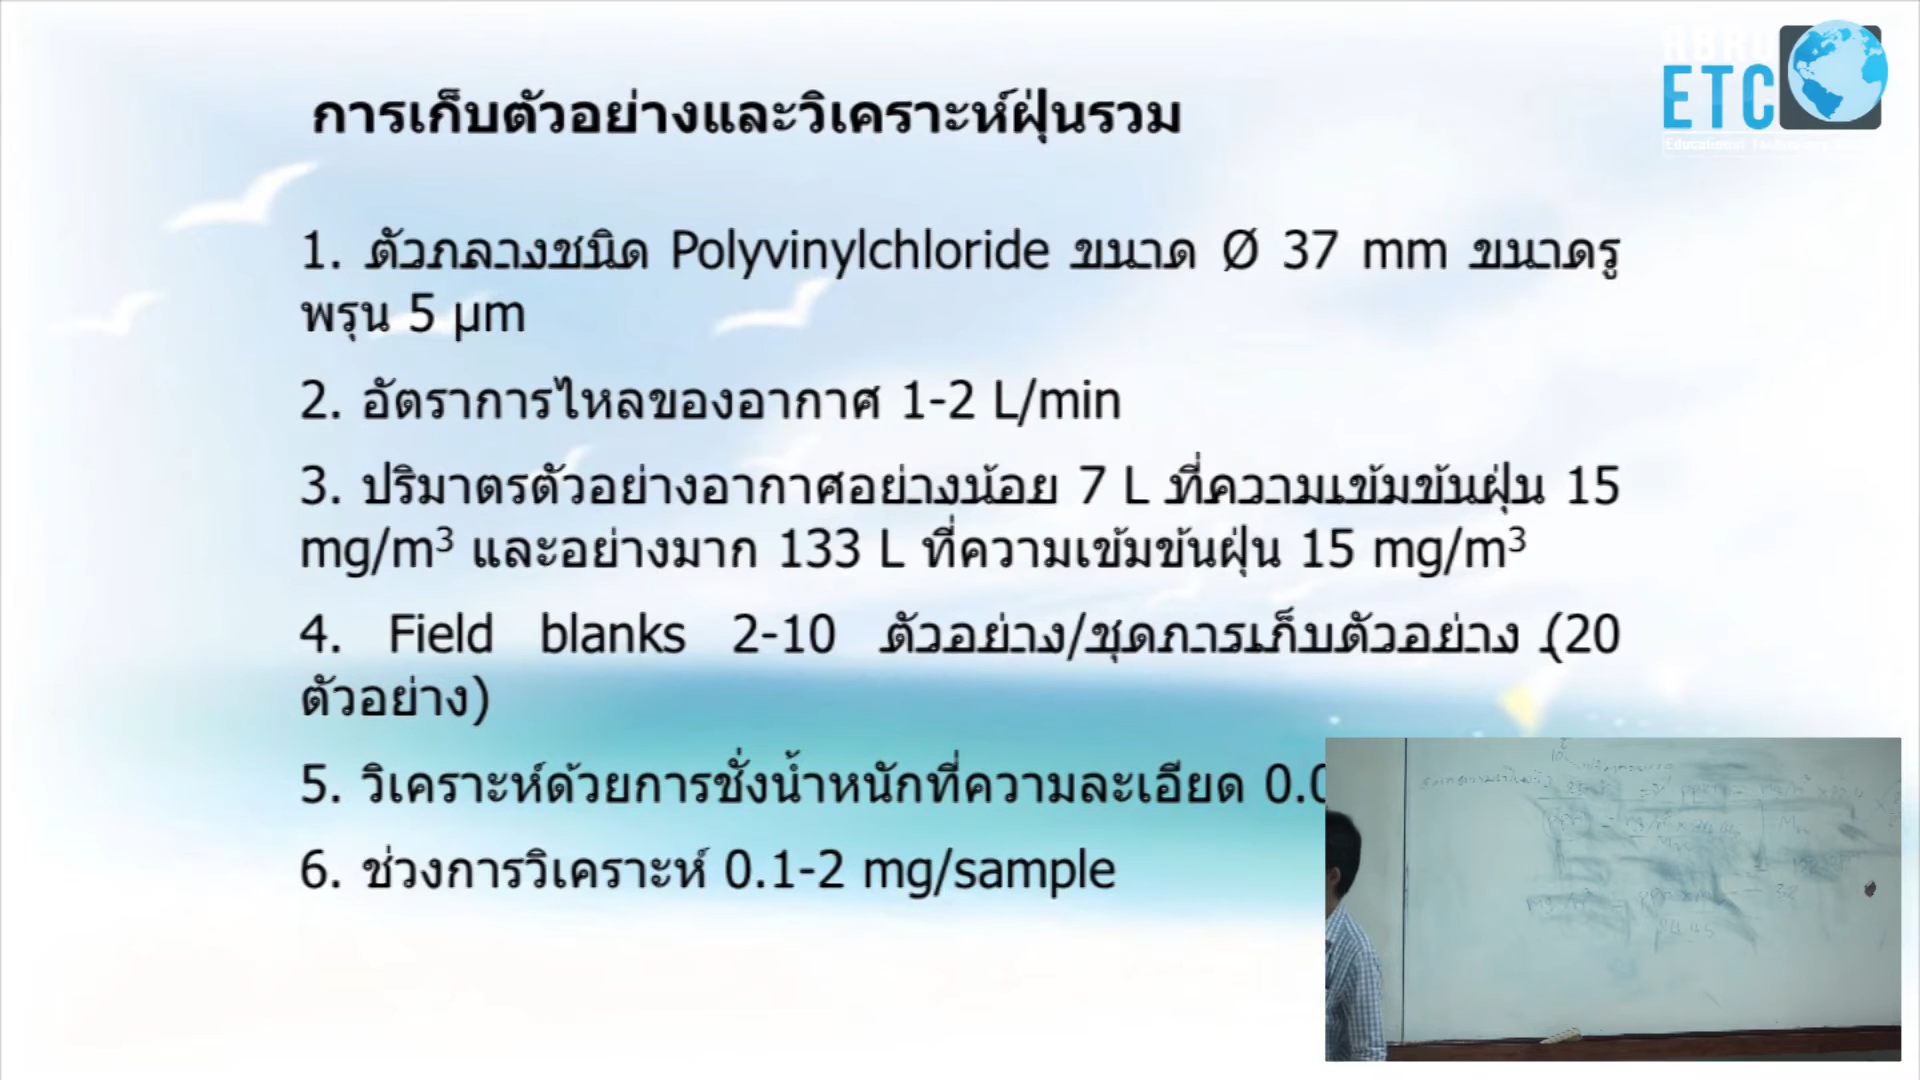 การเก็บตัวอย่างและวิเคราะห์ฝุ่นรวม
ETC
1. ตัวกลางชนิด Polyvinylchloride ขนาด Ø 37 mm ขนาดรู
พรุน 5 µm
2. อัตราการไหลของอากาศ 1-2 L/min
3. ปริมาตรตัวอย่างอากาศอย่างน้อย 7 L ที่ความเข้มข้นฝุ่น 15
mg/m³ และอย่างมาก 133 L ที่ความเข้มข้นฝุ่น 15 mg/m³
4. Field blanks 2-10 ตัวอย่าง/ชุดการเก็บตัวอย่าง (20
ตัวอย่าง)
5. วิเคราะห์ด้วยการชั่งน้ำหนักที่ความละเอียด 0.0
6. ช่วงการวิเคราะห์ 0.1-2 mg/sample